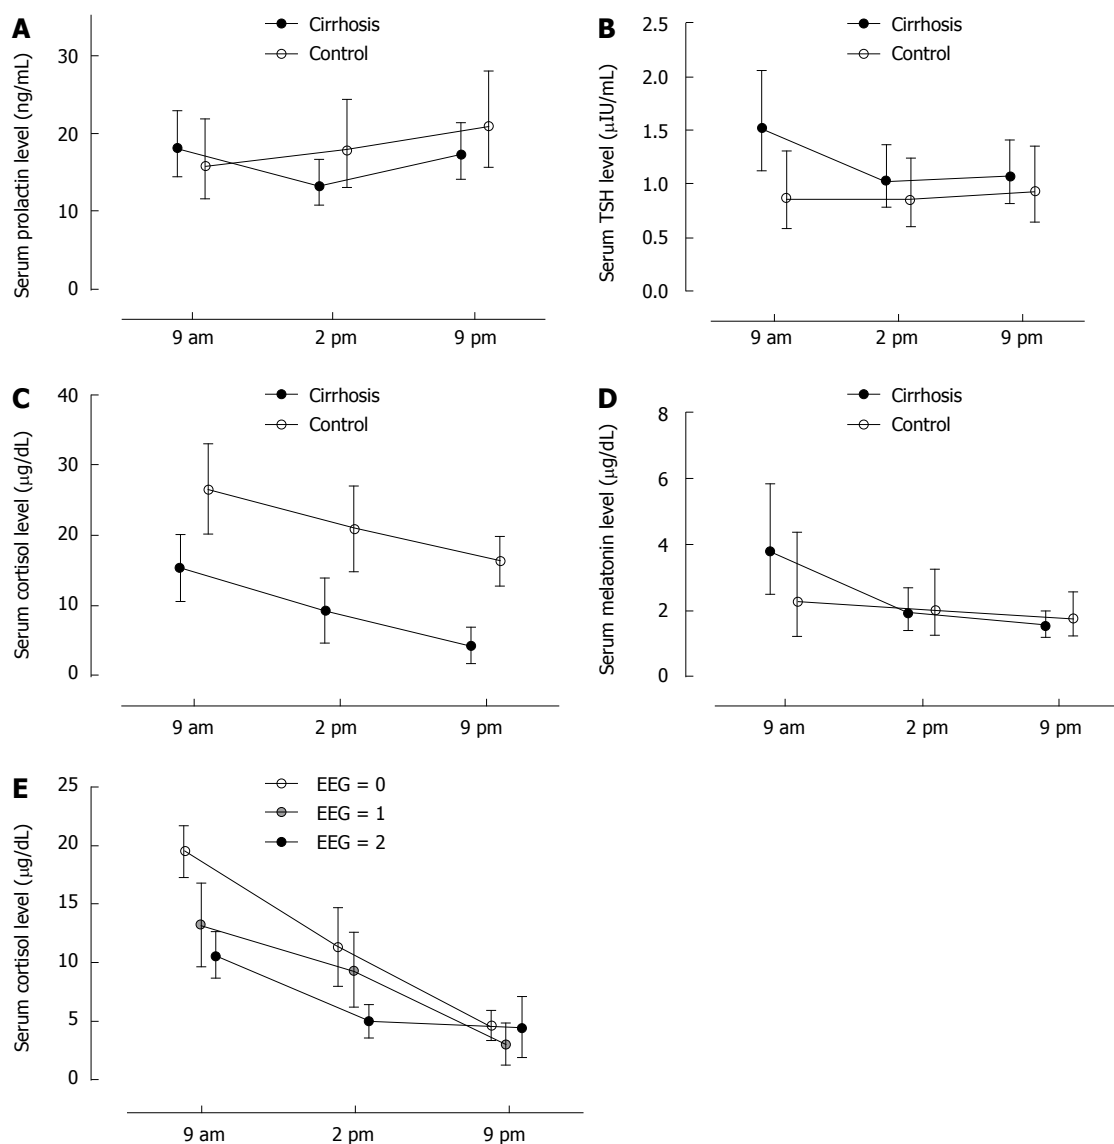 A
Cirrhosis
Control
Serum prolactin level (ng/mL)
30
20
10
0
9 am 2 pm 9 pm
B
Cirrhosis
Control
Serum TSH level (μIU/mL)
2.5
2.0
1.5
1.0
0.5
0.0
9 am 2 pm 9 pm
C
Cirrhosis
Control
Serum cortisol level (μg/dL)
40
30
20
10
0
9 am 2 pm 9 pm
D
Cirrhosis
Control
Serum melatonin level (μg/dL)
8
6
4
2
0
9 am 2 pm 9 pm
E
EEG = 0
EEG = 1
EEG = 2
Serum cortisol level (μg/dL)
25
20
15
10
5
0
9 am 2 pm 9 pm